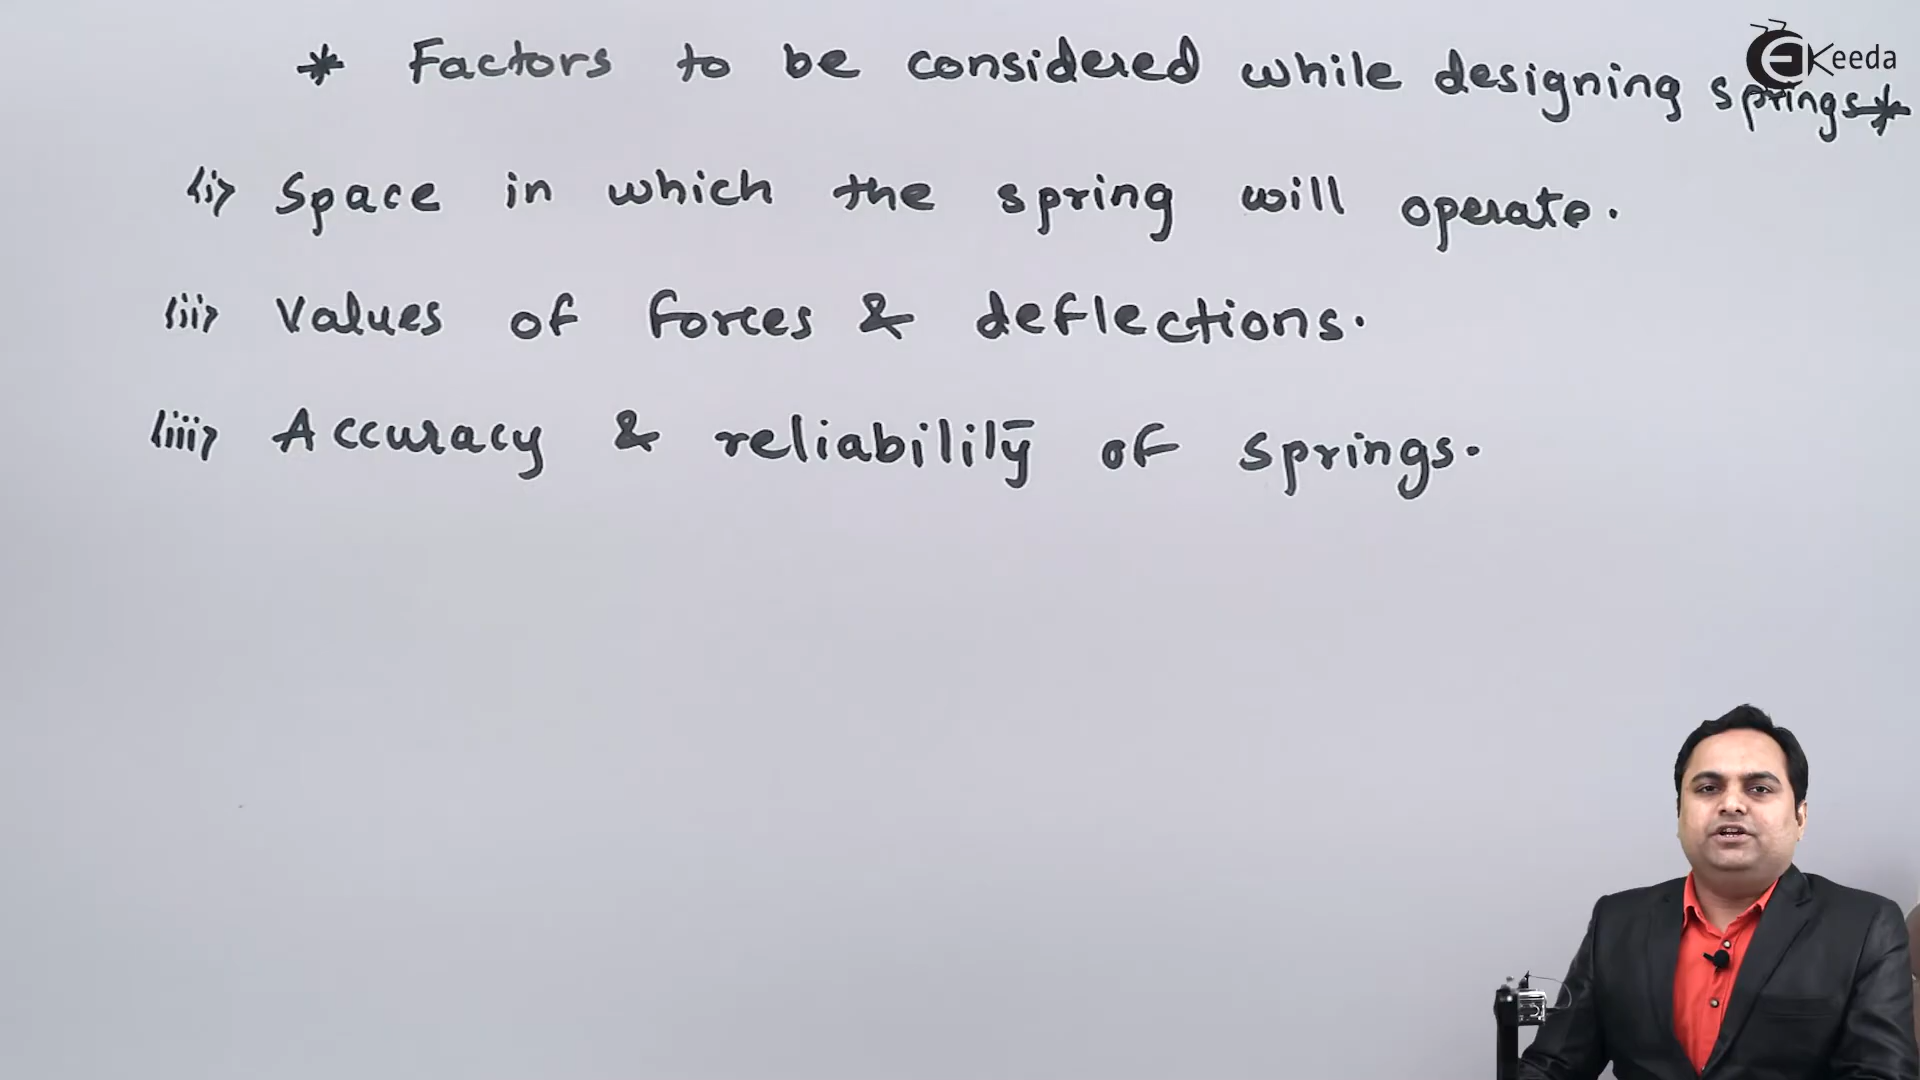 * Factors to be considered while designing springs *
EKeeda
(i) Space in which the spring will operate.
(ii) Values of forces & deflections.
(iii) Accuracy & reliability of springs.